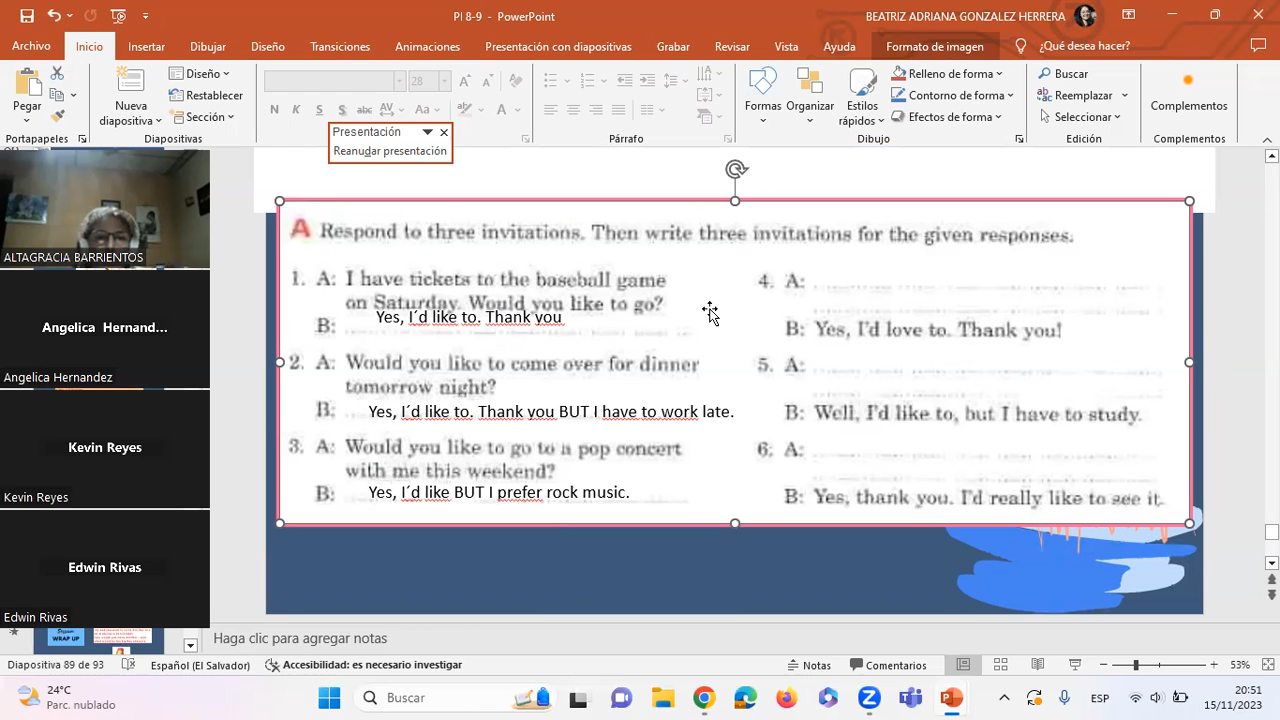 PI 8-9 - PowerPoint
BEATRIZ ADRIANA GONZALEZ HERRERA
Archivo Inicio Insertar Dibujar Diseño Transiciones Animaciones Presentación con diapositivas Grabar Revisar Vista Ayuda Formato de imagen ¿Qué desea hacer?
Pegar
Nueva diapositiva
Diseño
Restablecer
Sección
28
N K S S abc AV Aa A
Formas Organizar Estilos rápidos
Relleno de forma
Contorno de forma
Efectos de forma
Buscar
Reemplazar
Seleccionar
Complementos
Portapapeles Diapositivas Párrafo Dibujo Edición Complementos
Presentación
Reanudar presentación
ALTAGRACIA BARRIENTOS
Angelica Hernand...
Angelica Hernandez
Kevin Reyes
Kevin Reyes
Edwin Rivas
Edwin Rivas
A Respond to three invitations. Then write three invitations for the given responses.
1. A: I have tickets to the baseball game
on Saturday. Would you like to go?
B: Yes, I´d like to. Thank you
2. A: Would you like to come over for dinner
tomorrow night?
B: Yes, I´d like to. Thank you BUT I have to work late.
3. A: Would you like to go to a pop concert
with me this weekend?
B: Yes, I´d like BUT I prefer rock music.
4. A:
B: Yes, I'd love to. Thank you!
5. A:
B: Well, I'd like to, but I have to study.
6. A:
B: Yes, thank you. I'd really like to see it.
WRAP UP
Haga clic para agregar notas
Diapositiva 89 de 93 Español (El Salvador) Accesibilidad: es necesario investigar Notas Comentarios 53%
24°C
Parc. nublado
Buscar
ESP
20:51
15/11/2023